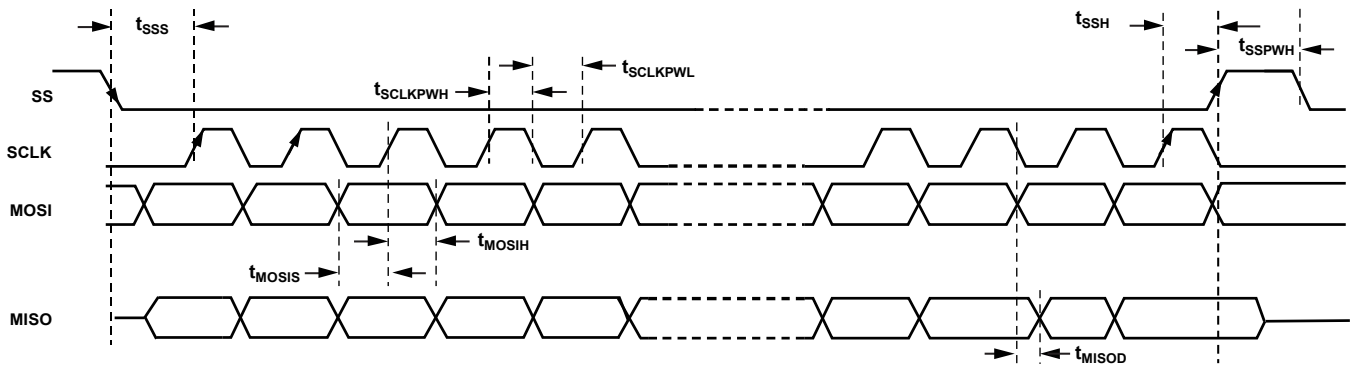 tSSS
tSSH
tSSPWH
tSCLKPWH
tSCLKPWL
SS
SCLK
MOSI
tMOSIH
tMOSIS
MISO
tMISOD